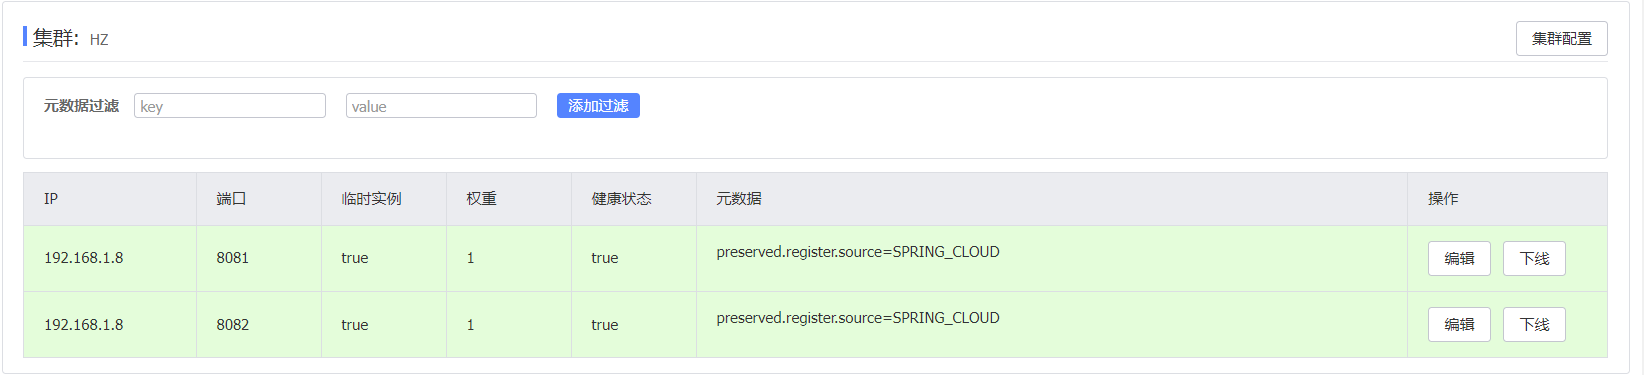 集群: HZ 集群配置
元数据过滤 key value 添加过滤
IP 端口 临时实例 权重 健康状态 元数据 操作
192.168.1.8 8081 true 1 true preserved.register.source=SPRING_CLOUD 编辑 下线
192.168.1.8 8082 true 1 true preserved.register.source=SPRING_CLOUD 编辑 下线